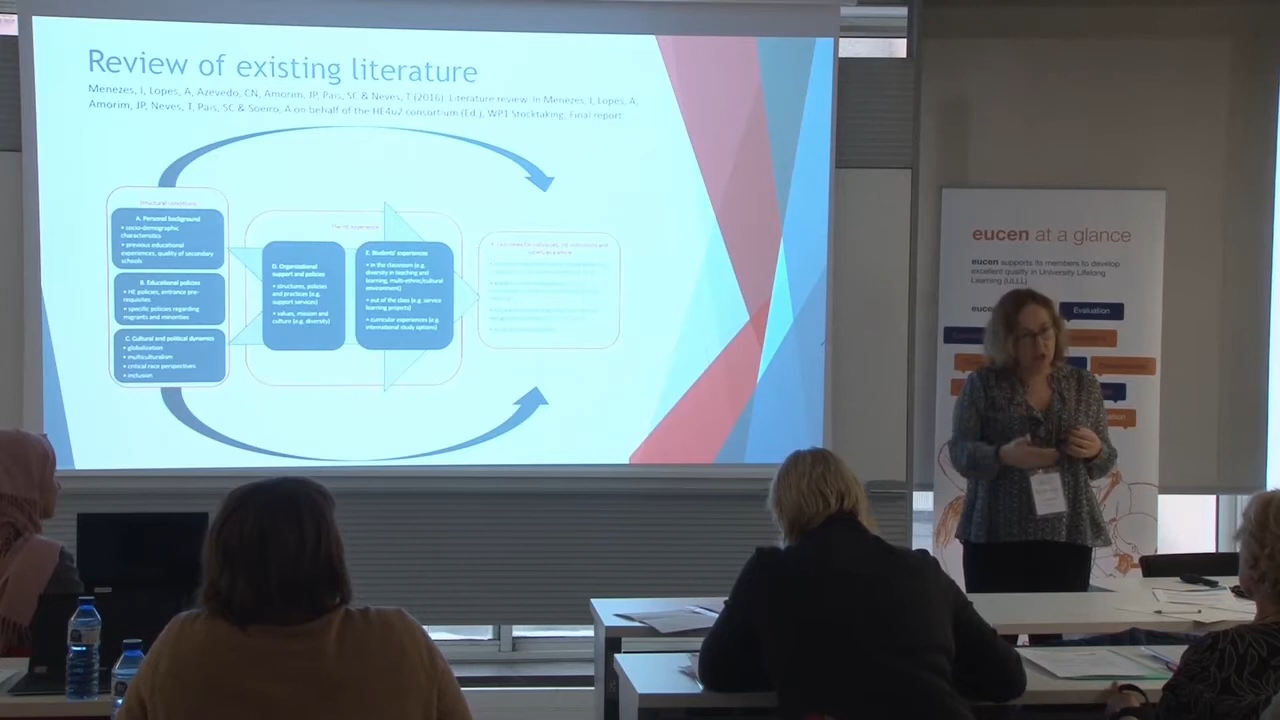 Review of existing literature
Menezes, I, Lopes, A, Azevedo, CN, Amorim, JP, Pais, SC & Neves, T (2016). Literature review. In Menezes, I, Lopes, A,
Amorim, JP, Neves, T, Pais, SC & Soeiro, A on behalf of the HE4u2 consortium (Ed.), WP1 Stocktaking, Final report
Structural conditions
A. Personal background
• socio-demographic
characteristics
• previous educational
experiences, quality of secondary
schools
B. Educational policies
• HE policies, entrance pre-
requisites
• specific policies regarding
migrants and minorities
C. Cultural and political dynamics
• globalization
• multiculturalism
• critical race perspectives
• inclusion
The HE experience
D. Organizational
support and policies
• structures, policies
and practices (e.g.
support services)
• values, mission and
culture (e.g. diversity)
E. Students' experiences
• in the classroom (e.g.
diversity in teaching and
learning, multi-ethnic/cultural
environment)
• out of the class (e.g. service
learning projects)
• curricular experiences (e.g.
international study options)
eucen at a glance
eucen supports its members to develop
excellent quality in University Lifelong
Learning (ULLL)
Evaluation